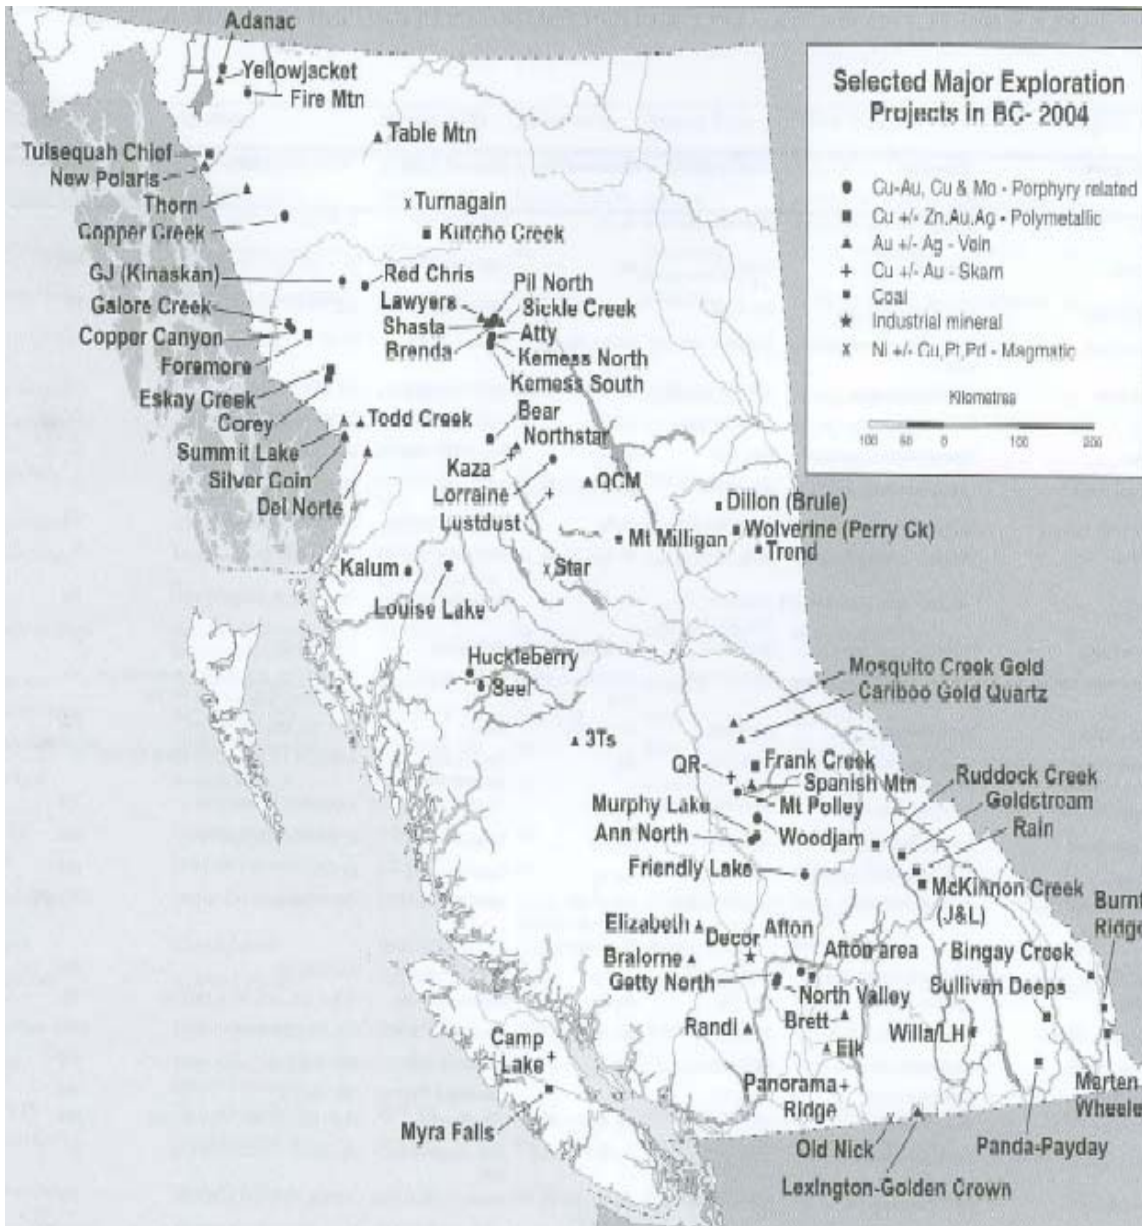 Adanac
Yellowjacket
Fire Mtn
Table Mtn
Tulsequah Chief
New Polaris
Thorn
Turnagain
Copper Creek
Kutcho Creek
GJ (Kinaskan)
Red Chris
Pil North
Lawyers
Sickle Creek
Galore Creek
Shasta
Atty
Copper Canyon
Brenda
Kemess North
Foremore
Kemess South
Eskay Creek
Corey
Bear
Todd Creek
Northstar
Summit Lake
Kaza
Silver Coin
Lorraine
QCM
Del Norte
Lustdust
Dillon (Brule)
Wolverine (Perry Ck)
Mt Milligan
Trend
Kalum
Star
Louise Lake
Huckleberry
Seel
Mosquito Creek Gold
Cariboo Gold Quartz
3Ts
Frank Creek
QR
Spanish Mtn
Ruddock Creek
Murphy Lake
Mt Polley
Goldstream
Ann North
Woodjam
Rain
Friendly Lake
McKinnon Creek
(J&L)
Burnt
Ridge
Elizabeth
Decor
Afton
Afton area
Bingay Creek
Bralorne
Getty North
Sullivan Deeps
North Valley
Randi
Brett
Willa/LH
Camp
Lake
Elk
Panorama
Ridge
Marten
Wheeler
Myra Falls
Old Nick
Panda-Payday
Lexington-Golden Crown
Selected Major Exploration
Projects in BC- 2004
Cu-Au, Cu & Mo - Porphyry related
Cu +/- Zn,Au,Ag - Polymetallic
Au +/- Ag - Vein
Cu +/- Au - Skarn
Coal
Industrial mineral
Ni +/- Cu,Pt,Pd - Magmatic
Kilometres
100 50 0 100 200